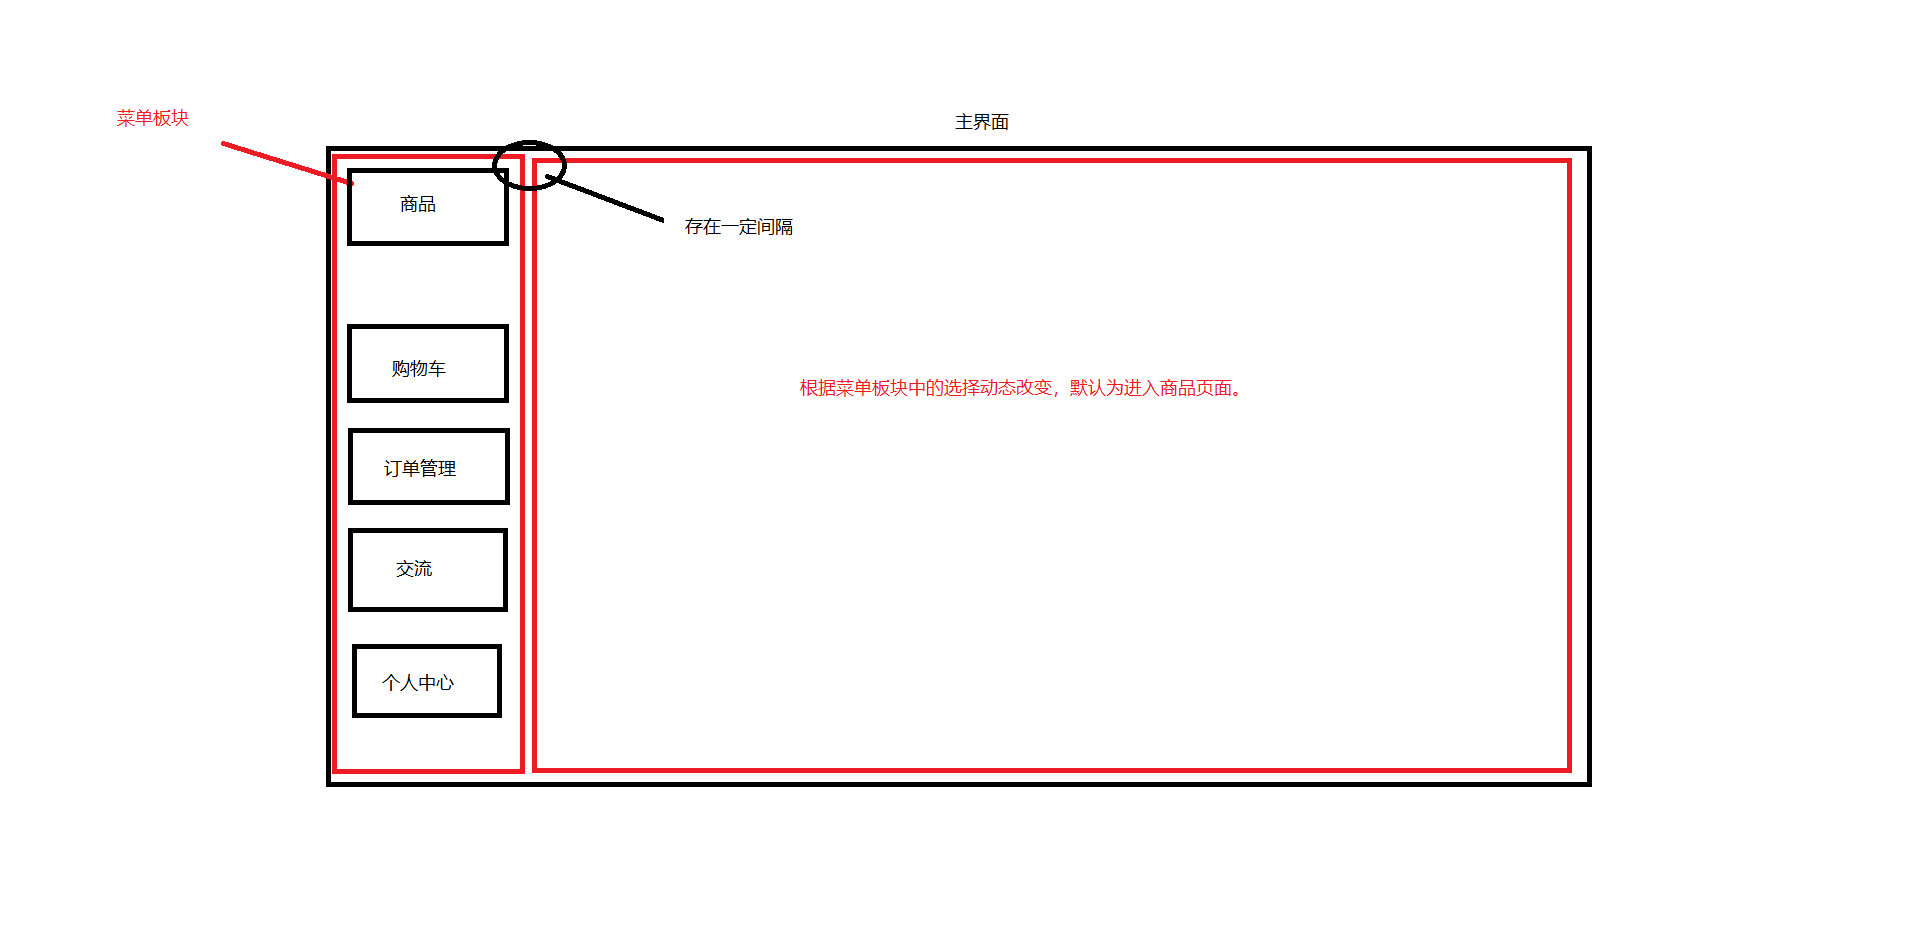 菜单板块
主界面
商品
存在一定间隔
购物车
根据菜单板块中的选择动态改变，默认为进入商品页面。
订单管理
交流
个人中心